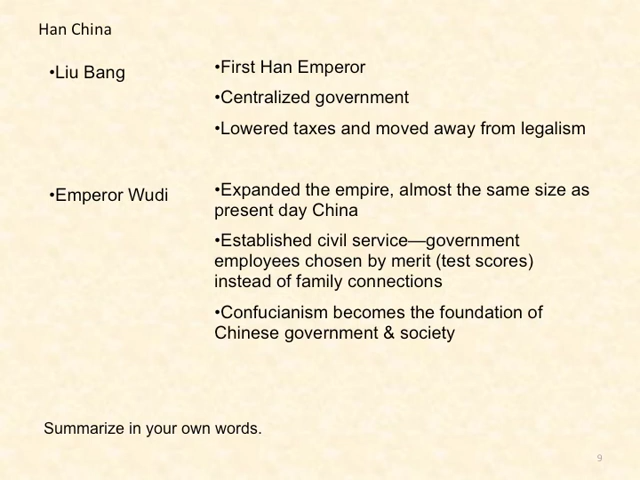 Han China
•Liu Bang
•First Han Emperor
•Centralized government
•Lowered taxes and moved away from legalism
•Emperor Wudi
•Expanded the empire, almost the same size as
present day China
•Established civil service—government
employees chosen by merit (test scores)
instead of family connections
•Confucianism becomes the foundation of
Chinese government & society
Summarize in your own words.
9